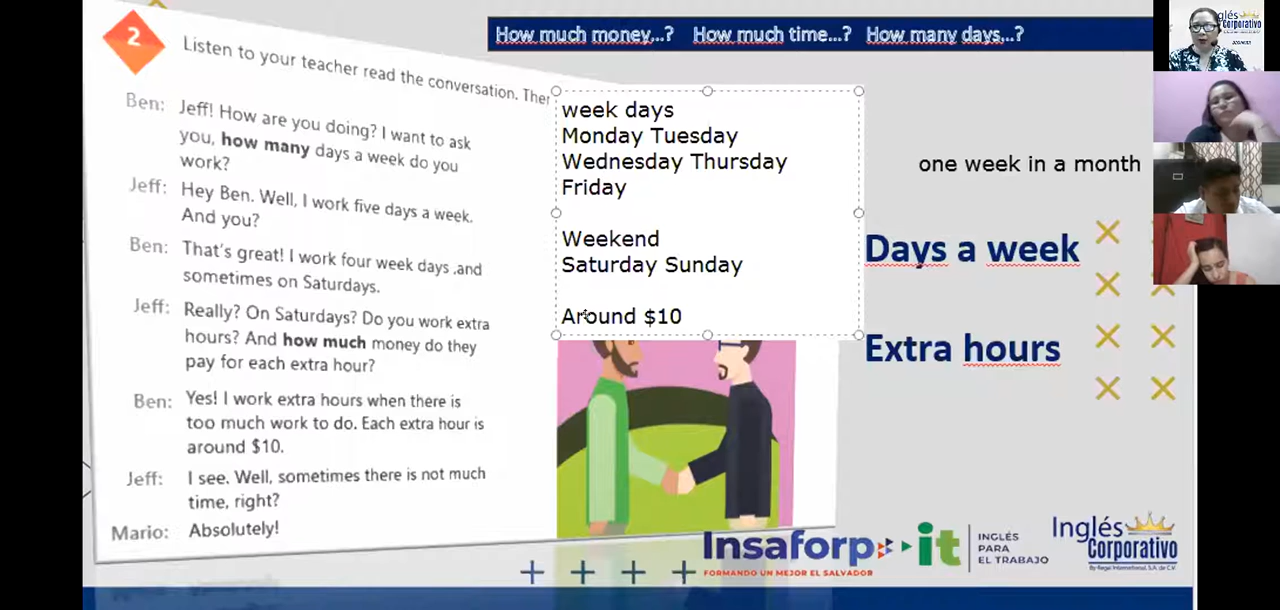 How much money...? How much time...? How many days...?
2
Listen to your teacher read the conversation.
Ben: Jeff! How are you doing? I want to ask
you, how many days a week do you
work?
Jeff: Hey Ben. Well, I work five days a week.
And you?
Ben: That's great! I work four week days ,and
sometimes on Saturdays.
Jeff: Really? On Saturdays? Do you work extra
hours? And how much money do they
pay for each extra hour?
Ben: Yes! I work extra hours when there is
too much work to do. Each extra hour is
around $10.
Jeff: I see. Well, sometimes there is not much
time, right?
Mario: Absolutely!
week days
Monday Tuesday
Wednesday Thursday
Friday
Weekend
Saturday Sunday
Around $10
one week in a month
Days a week
Extra hours
Insaforp
FORMANDO UN MEJOR EL SALVADOR
it
INGLÉS
PARA
EL TRABAJO
Inglés
Corporativo
By Regal International, S.A. de C.V.
Inglés
Corporativo